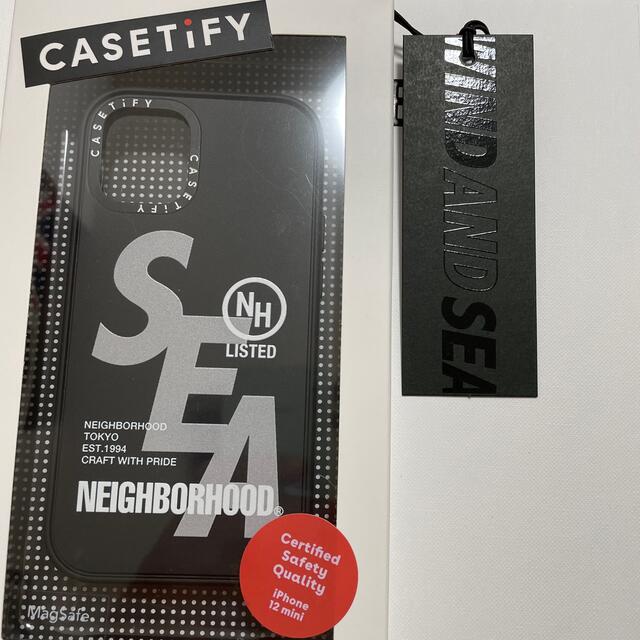 CASETiFY
CASETiFY
CASETiFY
SEA
NH
LISTED
NEIGHBORHOOD
TOKYO
EST.1994
CRAFT WITH PRIDE
NEIGHBORHOOD®
Certified
Safety
Quality
iPhone
12 mini
MagSafe
WIND AND SEA